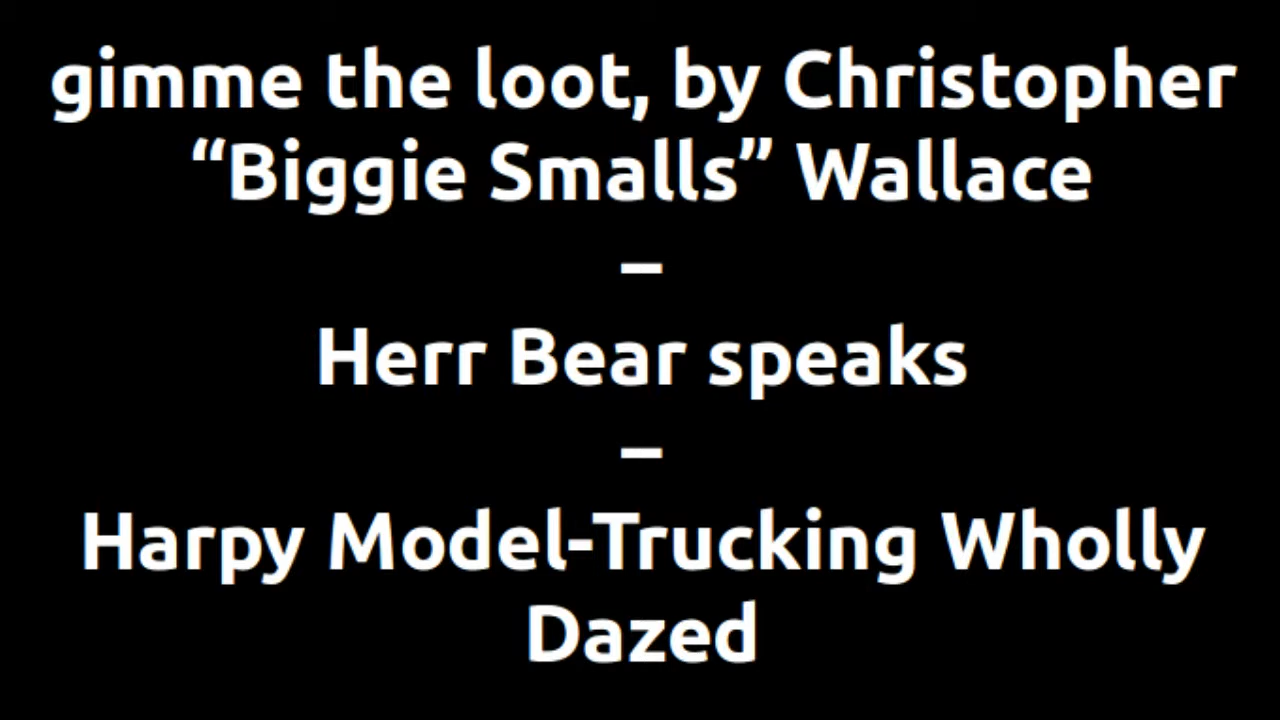 gimme the loot, by Christopher
“Biggie Smalls” Wallace
–
Herr Bear speaks
–
Harpy Model-Trucking Wholly
Dazed